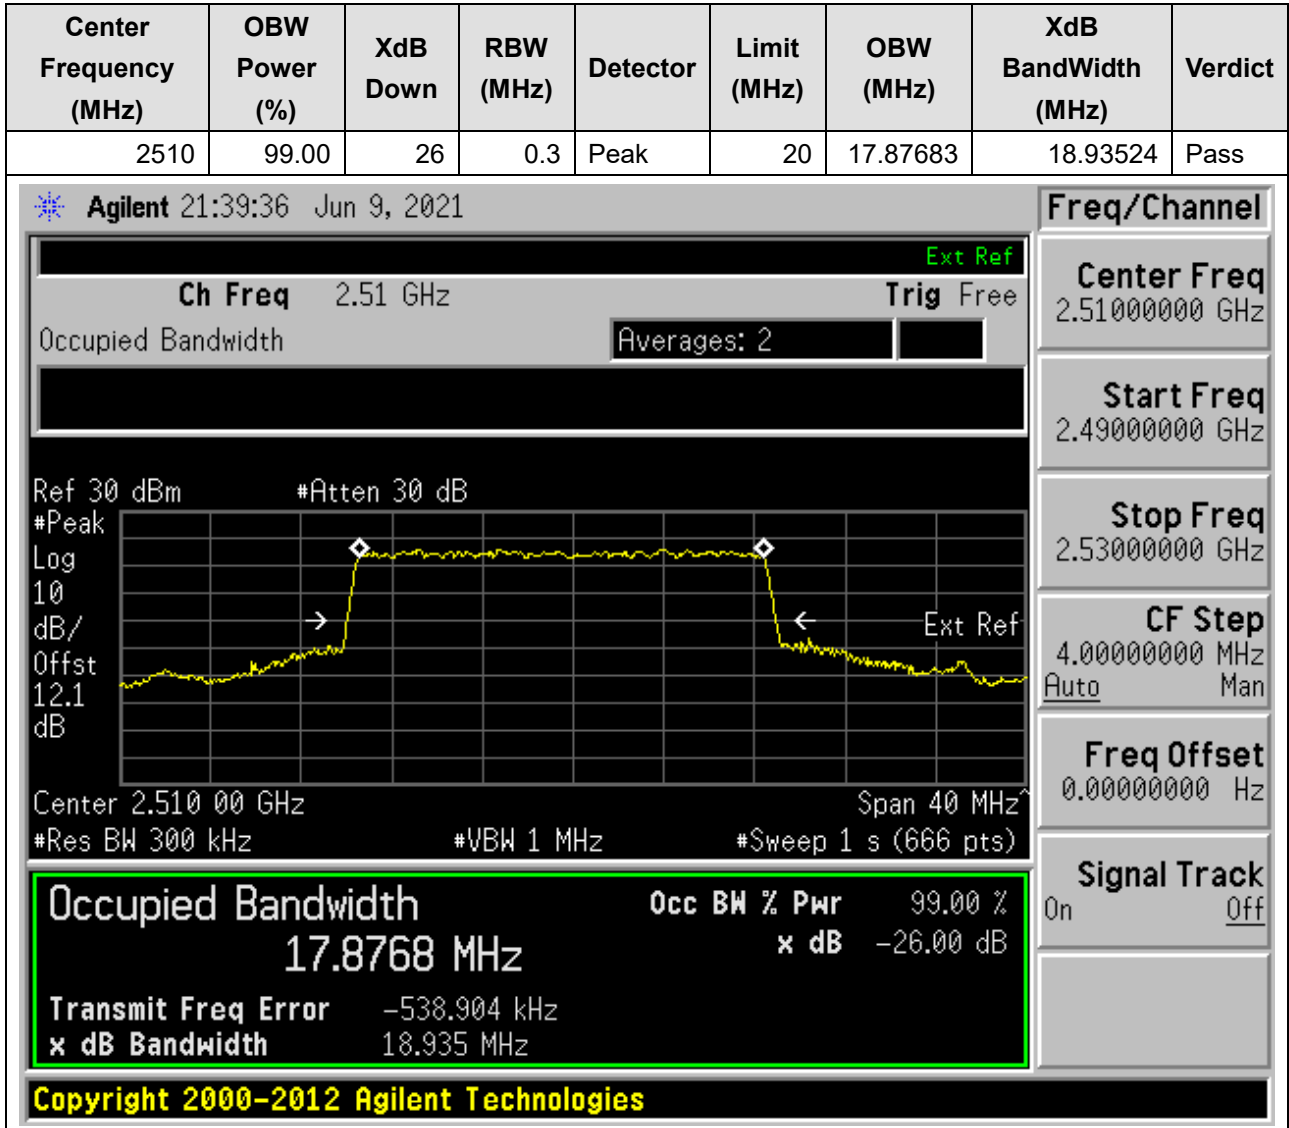 Center Frequency (MHz) OBW Power (%) XdB Down RBW (MHz) Detector Limit (MHz) OBW (MHz) XdB BandWidth (MHz) Verdict
2510 99.00 26 0.3 Peak 20 17.87683 18.93524 Pass
Agilent 21:39:36 Jun 9, 2021
Freq/Channel
Ext Ref
Ch Freq 2.51 GHz Trig Free
Occupied Bandwidth Averages: 2
Center Freq
2.51000000 GHz
Start Freq
2.49000000 GHz
Stop Freq
2.53000000 GHz
CF Step
4.00000000 MHz
Auto Man
Freq Offset
0.00000000 Hz
Signal Track
On Off
Ref 30 dBm #Atten 30 dB
#Peak
Log
10
dB/
Offst
12.1
dB
Ext Ref
Center 2.510 00 GHz Span 40 MHz^
#Res BW 300 kHz #VBW 1 MHz #Sweep 1 s (666 pts)
Occupied Bandwidth
17.8768 MHz
Occ BW % Pwr 99.00 %
x dB -26.00 dB
Transmit Freq Error -538.904 kHz
x dB Bandwidth 18.935 MHz
Copyright 2000-2012 Agilent Technologies